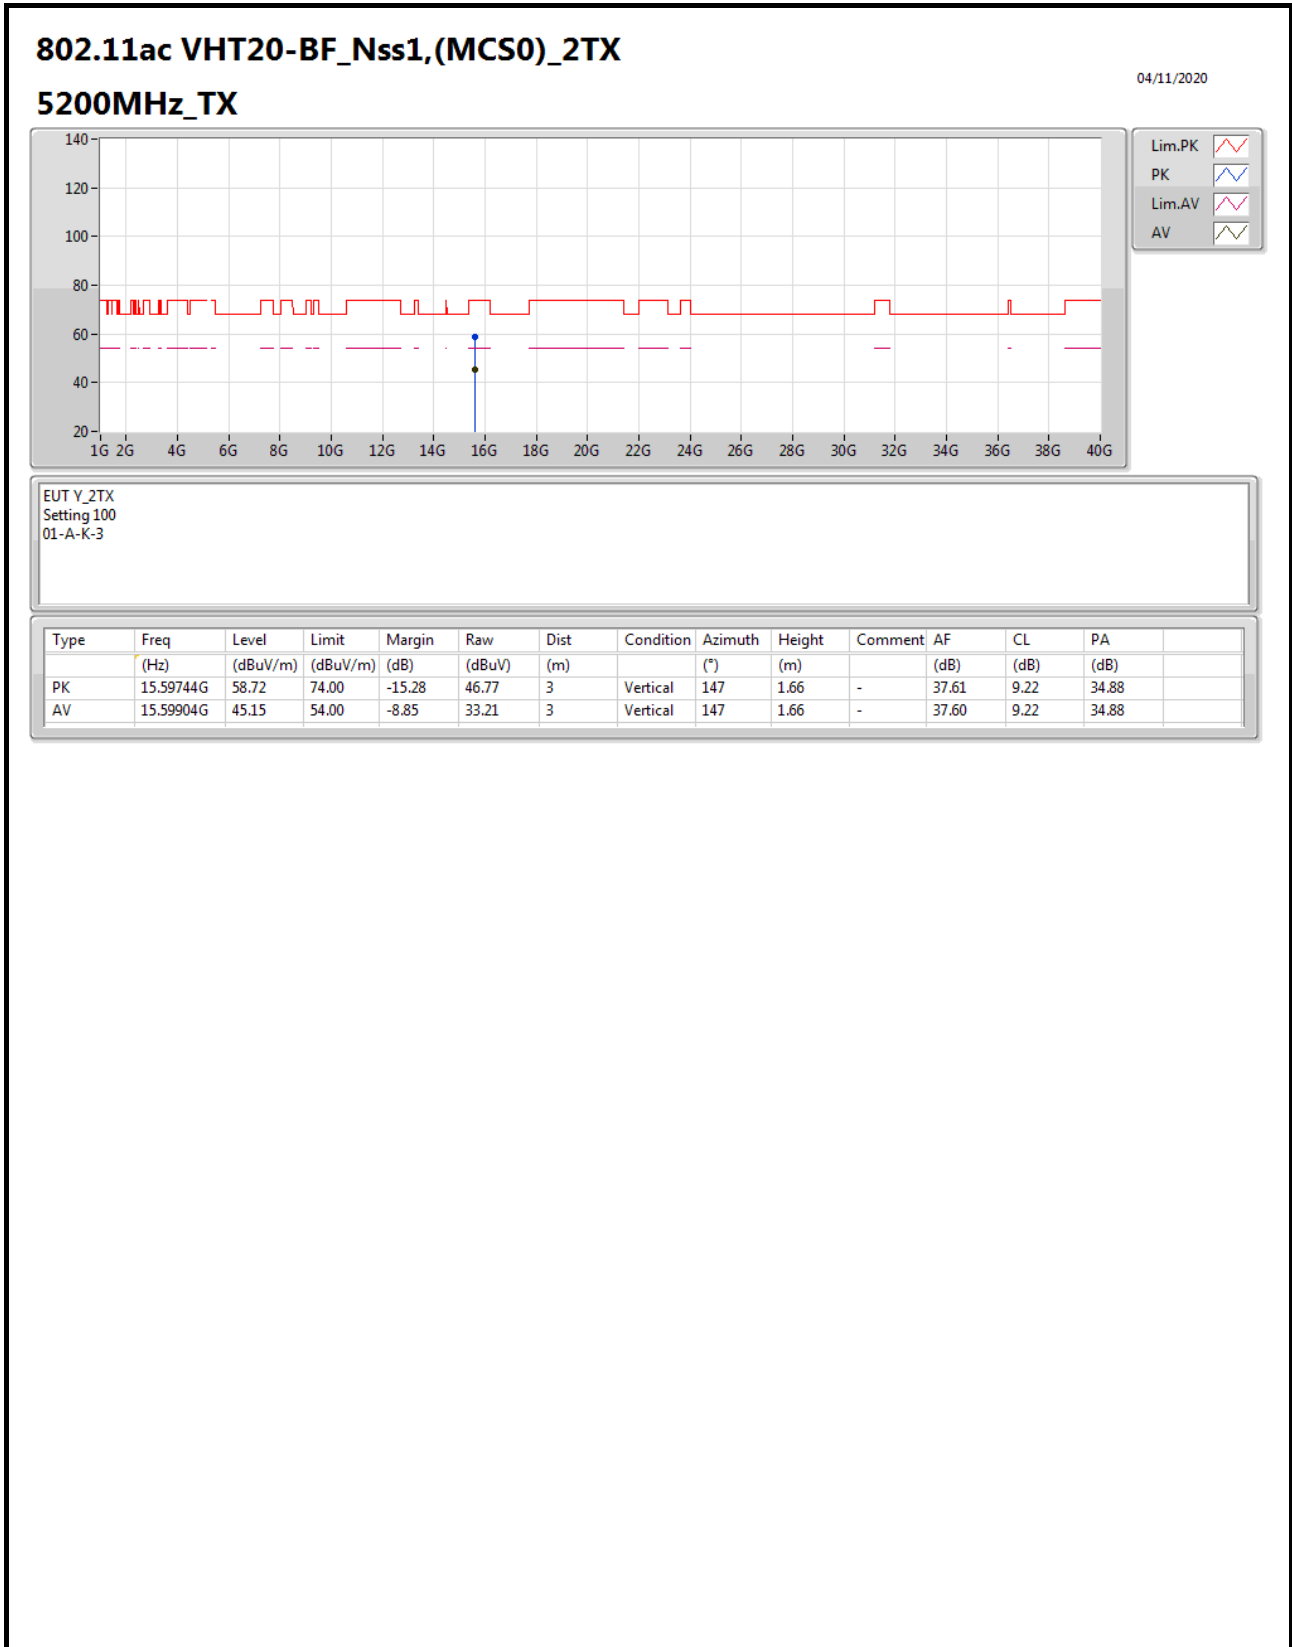 802.11ac VHT20-BF_Nss1,(MCS0)_2TX
04/11/2020
5200MHz_TX
140
120
100
80
60
40
20
1G 2G 4G 6G 8G 10G 12G 14G 16G 18G 20G 22G 24G 26G 28G 30G 32G 34G 36G 38G 40G
Lim.PK
PK
Lim.AV
AV
EUT Y_2TX
Setting 100
01-A-K-3
Type Freq Level Limit Margin Raw Dist Condition Azimuth Height Comment AF CL PA
(Hz) (dBuV/m) (dBuV/m) (dB) (dBuV) (m) (°) (m) (dB) (dB) (dB)
PK 15.59744G 58.72 74.00 -15.28 46.77 3 Vertical 147 1.66 - 37.61 9.22 34.88
AV 15.59904G 45.15 54.00 -8.85 33.21 3 Vertical 147 1.66 - 37.60 9.22 34.88